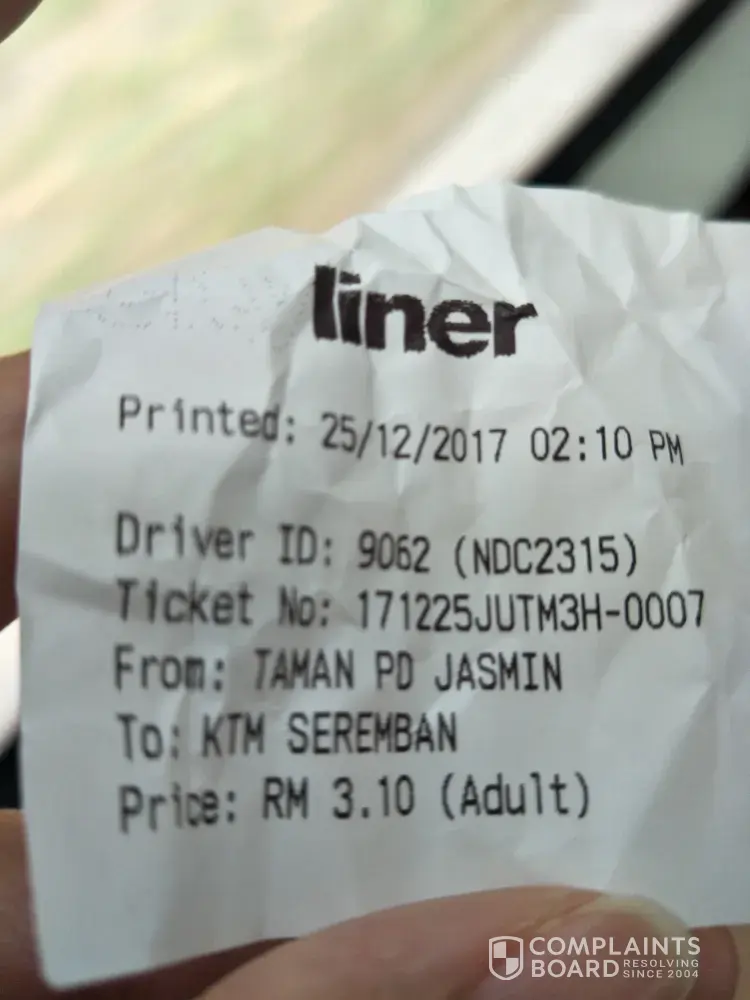 liner
Printed: 25/12/2017 02:10 PM
Driver ID: 9062 (NDC2315)
Ticket No: 171225JUTM3H-0007
From: TAMAN PD JASMIN
To: KTM SEREMBAN
Price: RM 3.10 (Adult)
COMPLAINTS
BOARD RESOLVING
SINCE 2004